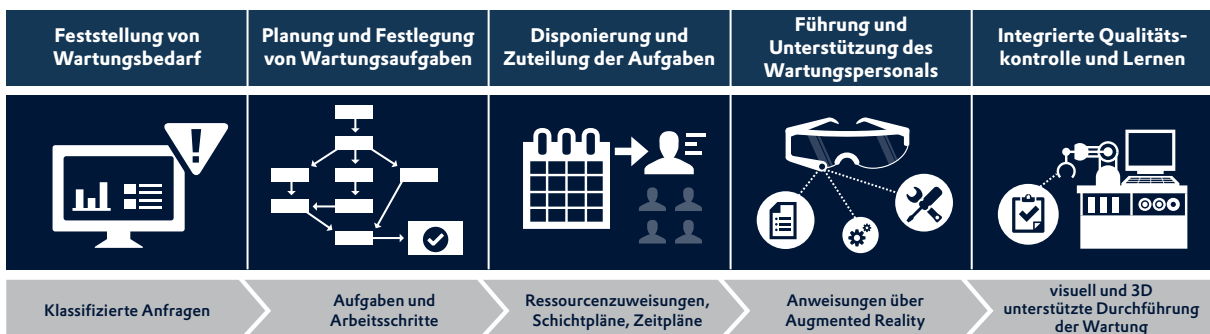 Feststellung von
Wartungsbedarf
Planung und Festlegung
von Wartungsaufgaben
Disponierung und
Zuteilung der Aufgaben
Führung und
Unterstützung des
Wartungspersonals
Integrierte Qualitäts-
kontrolle und Lernen
Klassifizierte Anfragen
Aufgaben und
Arbeitsschritte
Ressourcenzuweisungen,
Schichtpläne, Zeitpläne
Anweisungen über
Augmented Reality
visuell und 3D
unterstützte Durchführung
der Wartung